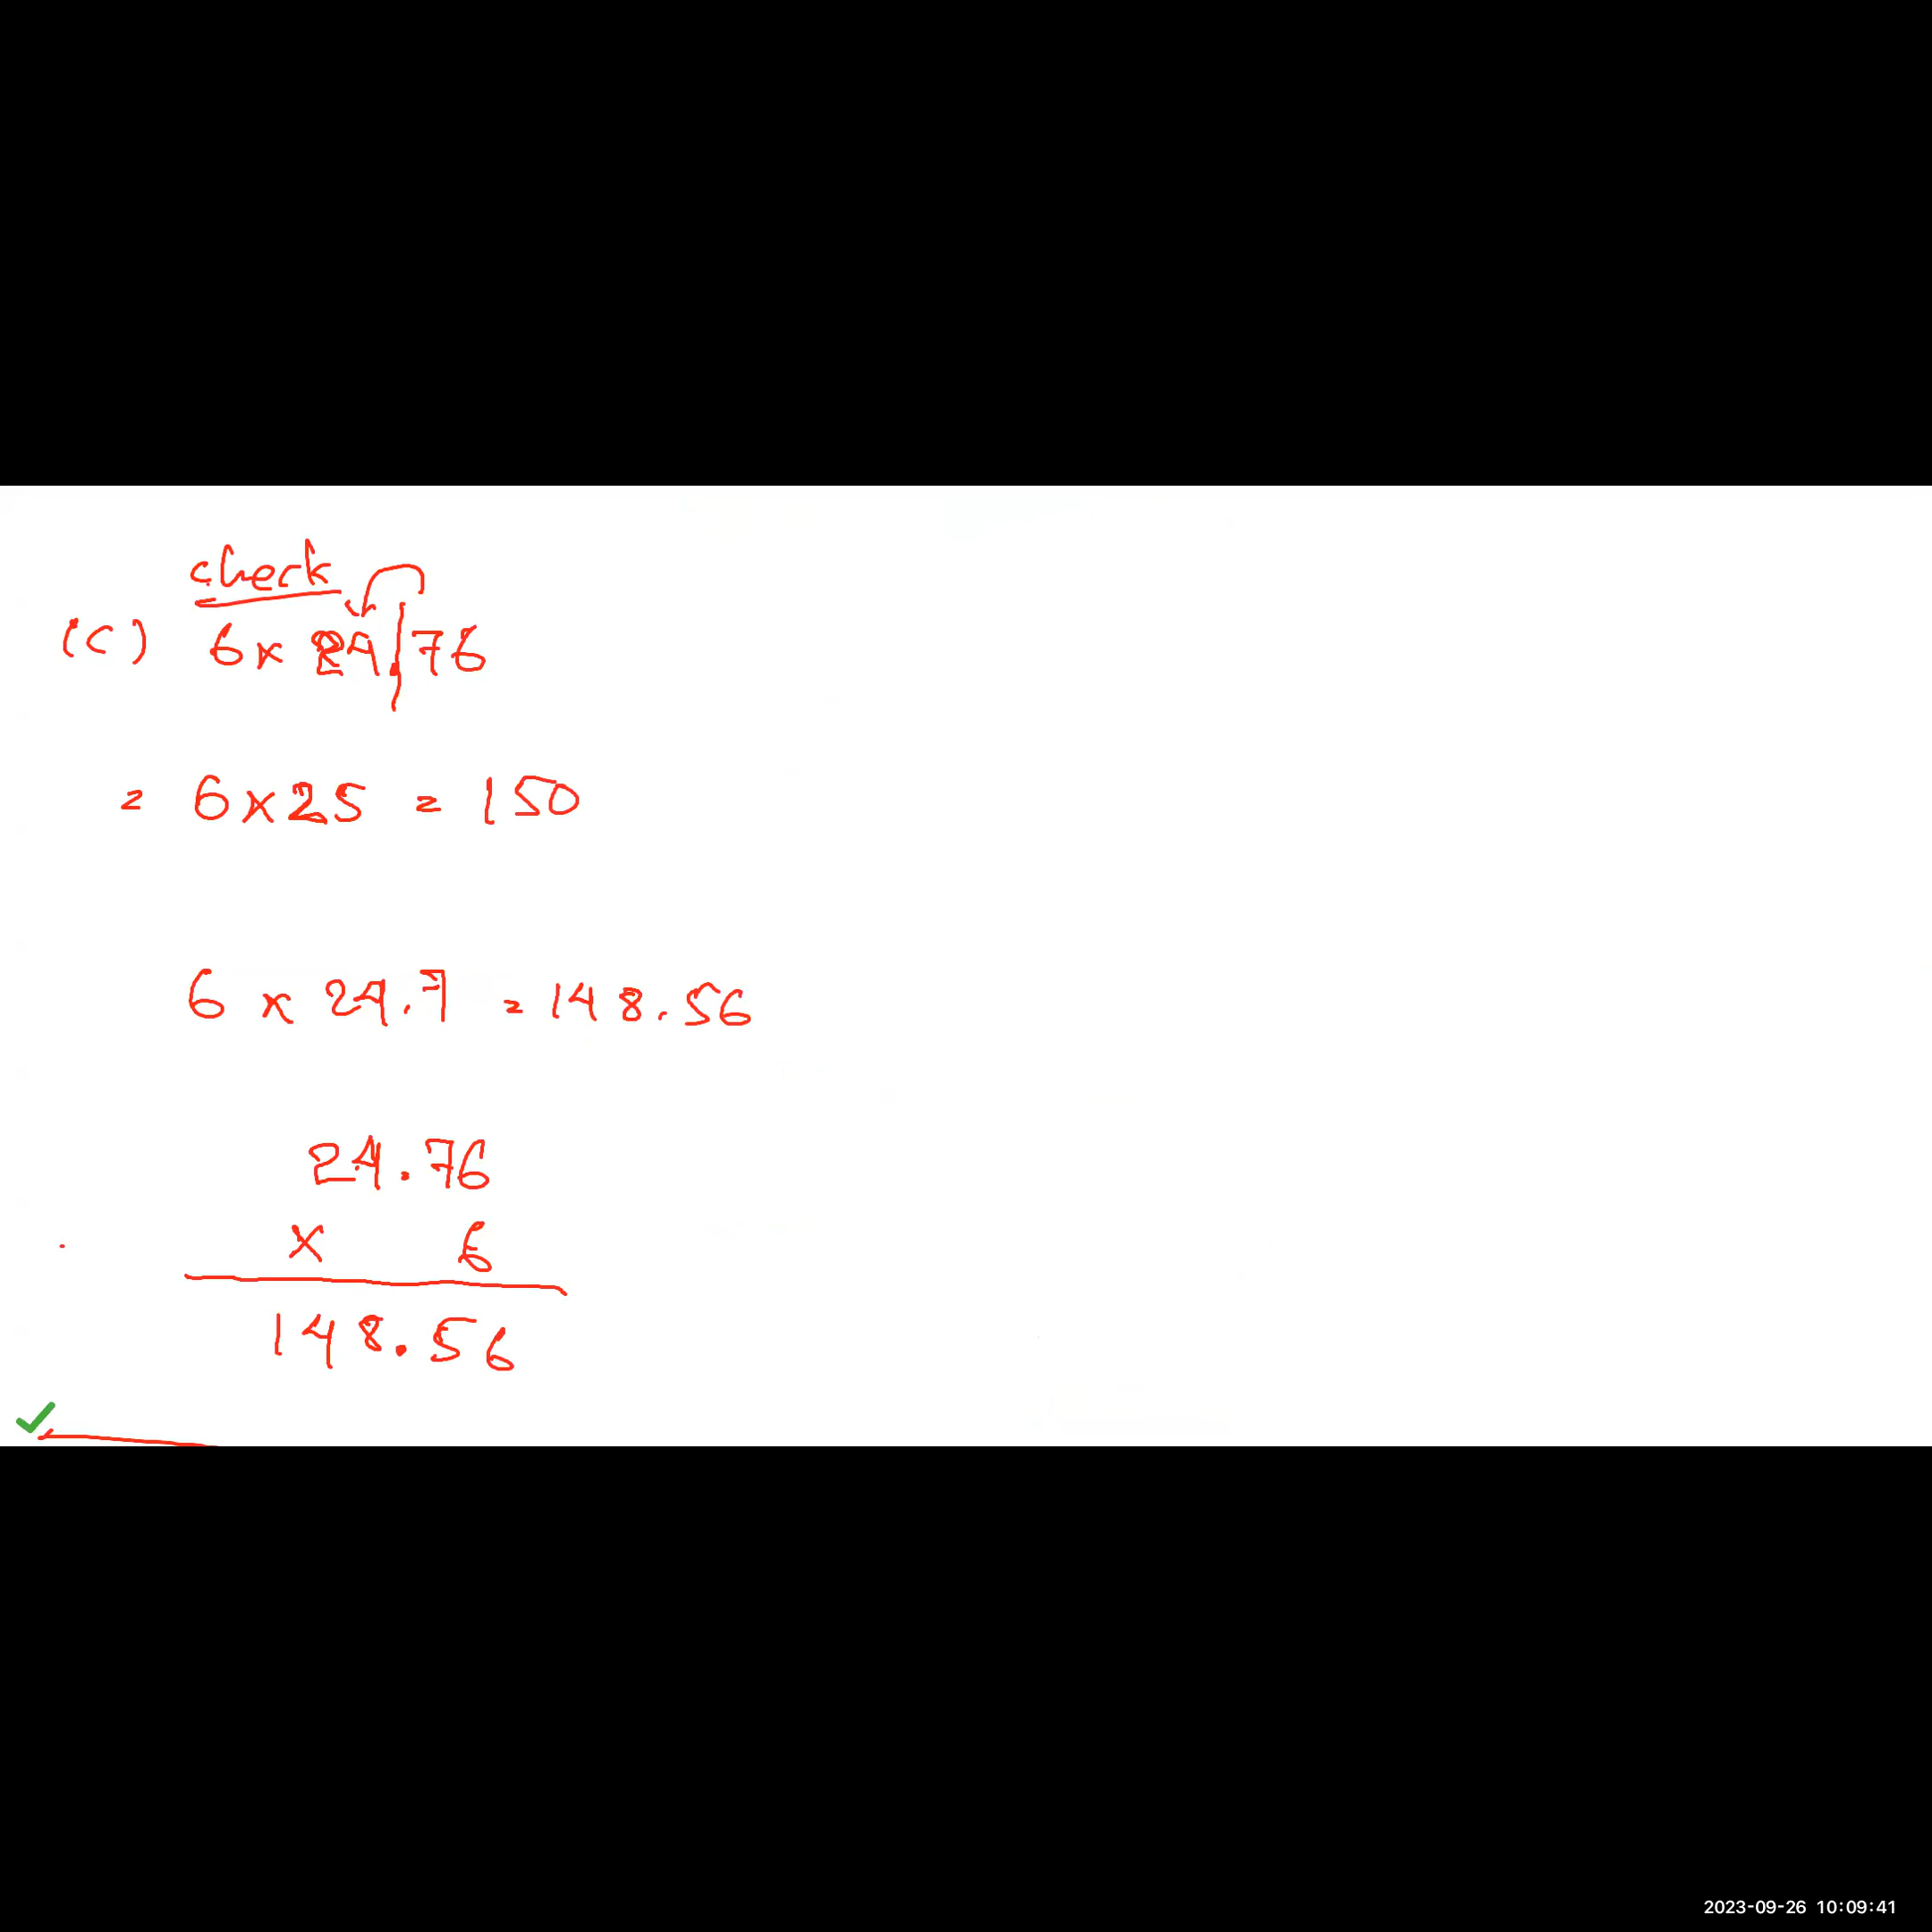 check
(c) 6 x 24.76
= 6 x 25 = 150
6 x 24.7 = 148.56
24.76
x 6
148.56
2023-09-26 10:09:41